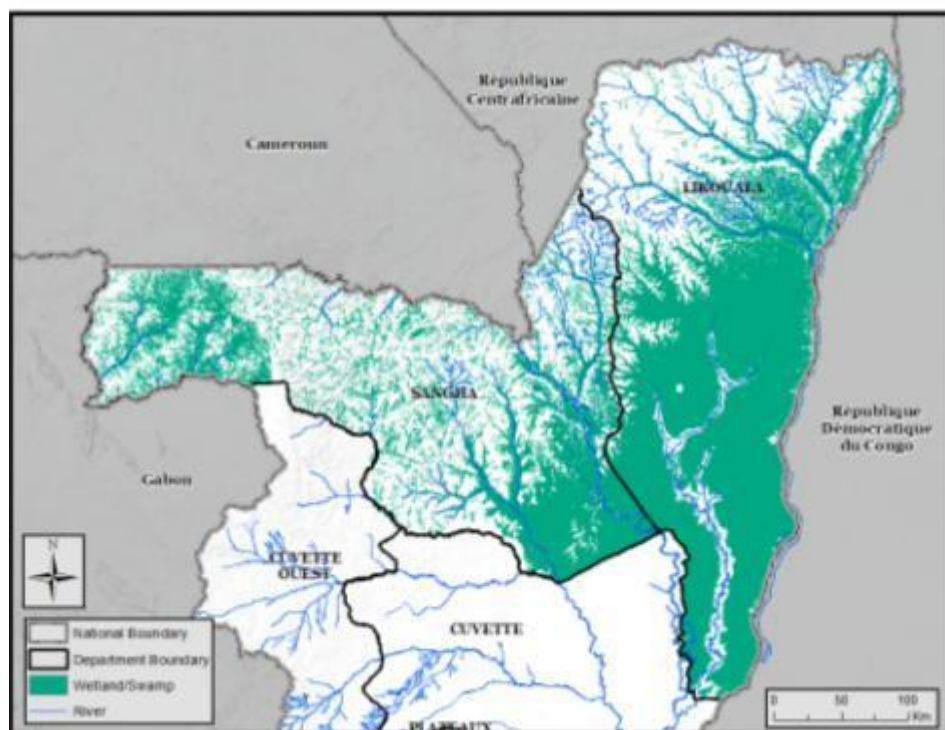 République
Centrafricaine
Cameroun
LIKOUALA
SANGHA
République
Démocratique
du Congo
Gabon
N
CUVETTE
OUEST
CUVETTE
National Boundary
Department Boundary
Wetland/Swamp
River
PLATEAUX
0 50 100
Km